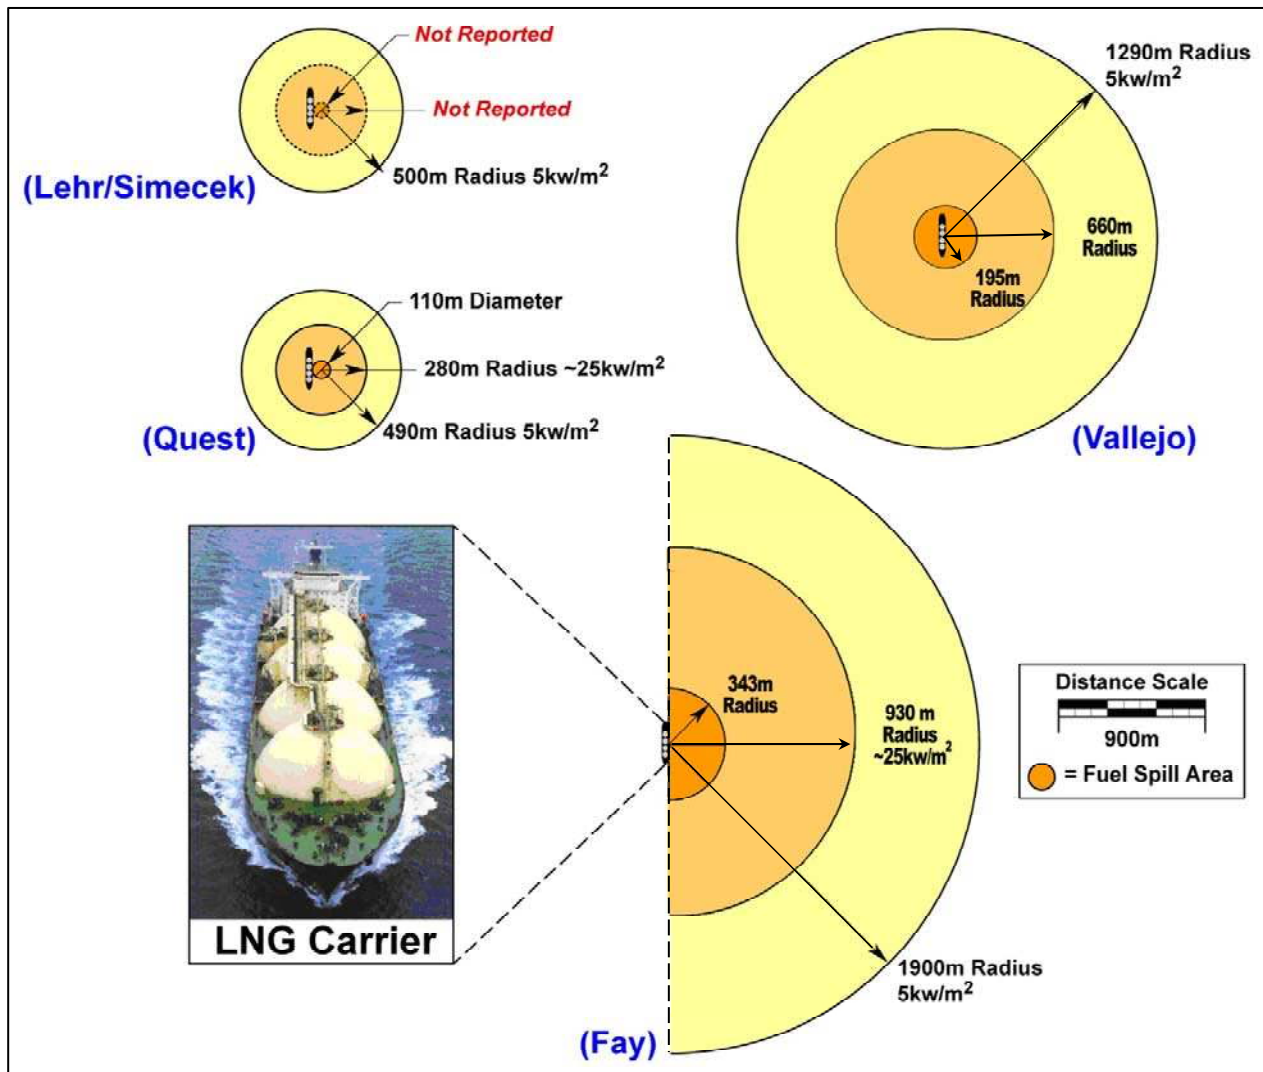 Not Reported
Not Reported
500m Radius 5kw/m²
(Lehr/Simecek)
1290m Radius
5kw/m²
660m
Radius
195m
Radius
(Vallejo)
110m Diameter
280m Radius ~25kw/m²
490m Radius 5kw/m²
(Quest)
LNG Carrier
343m
Radius
930 m
Radius
~25kw/m²
1900m Radius
5kw/m²
(Fay)
Distance Scale
900m
= Fuel Spill Area